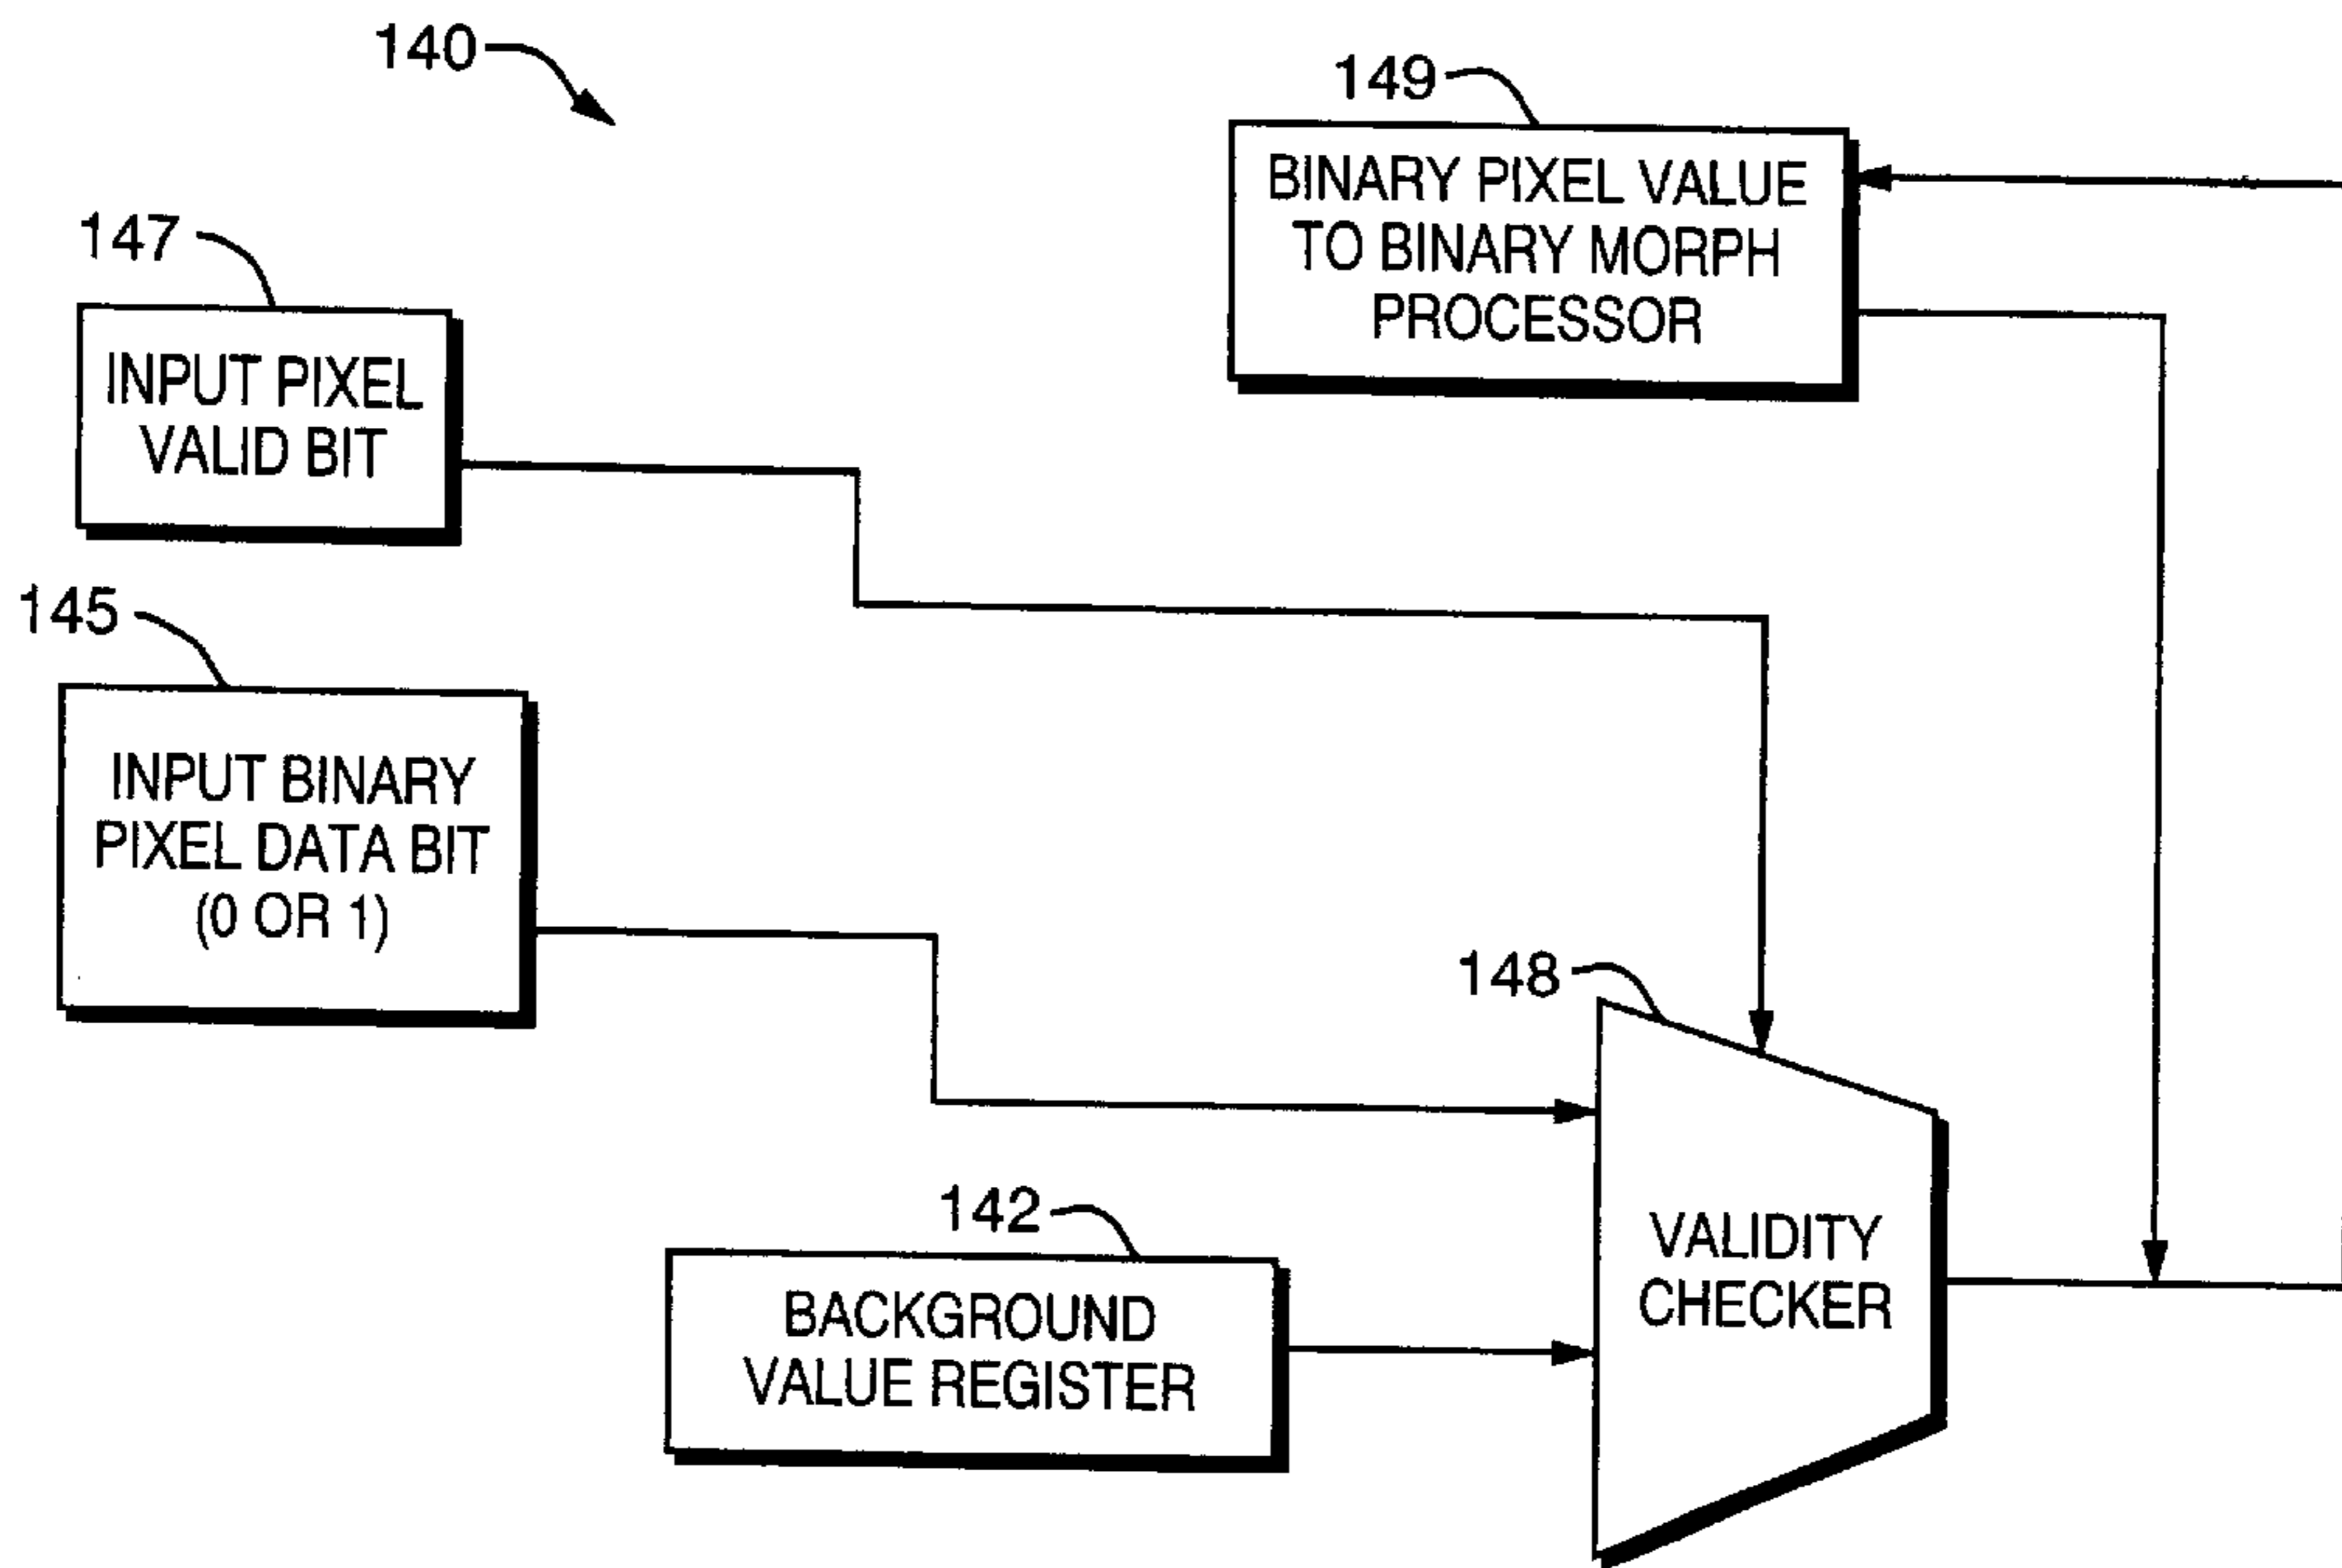 140
149
BINARY PIXEL VALUE
TO BINARY MORPH
PROCESSOR
147
INPUT PIXEL
VALID BIT
145
INPUT BINARY
PIXEL DATA BIT
(0 OR 1)
148
VALIDITY
CHECKER
142
BACKGROUND
VALUE REGISTER